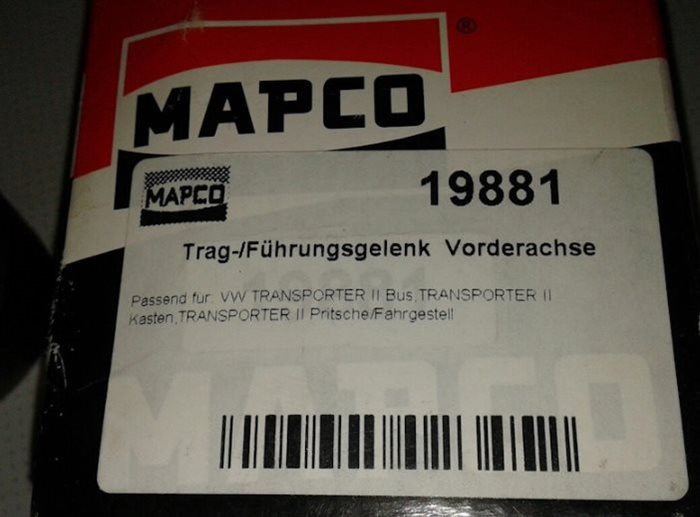 MAPCO
®
MAPCO
19881
Trag-/Führungsgelenk Vorderachse
Passend für: VW TRANSPORTER II Bus,TRANSPORTER II
Kasten,TRANSPORTER II Pritsche/Fahrgestell
MAPCO